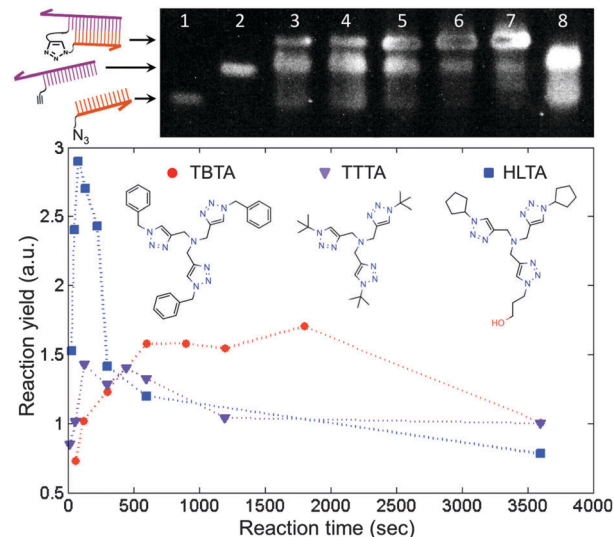 1 2 3 4 5 6 7 8
N3
3
2.5
2
1.5
1
0.5
Reaction yield (a.u.)
TBTA TTTA HLTA
N N N N N N N N N N
N N N N N N N N N N
N N N N N N N N N N
HO
0 500 1000 1500 2000 2500 3000 3500 4000
Reaction time (sec)